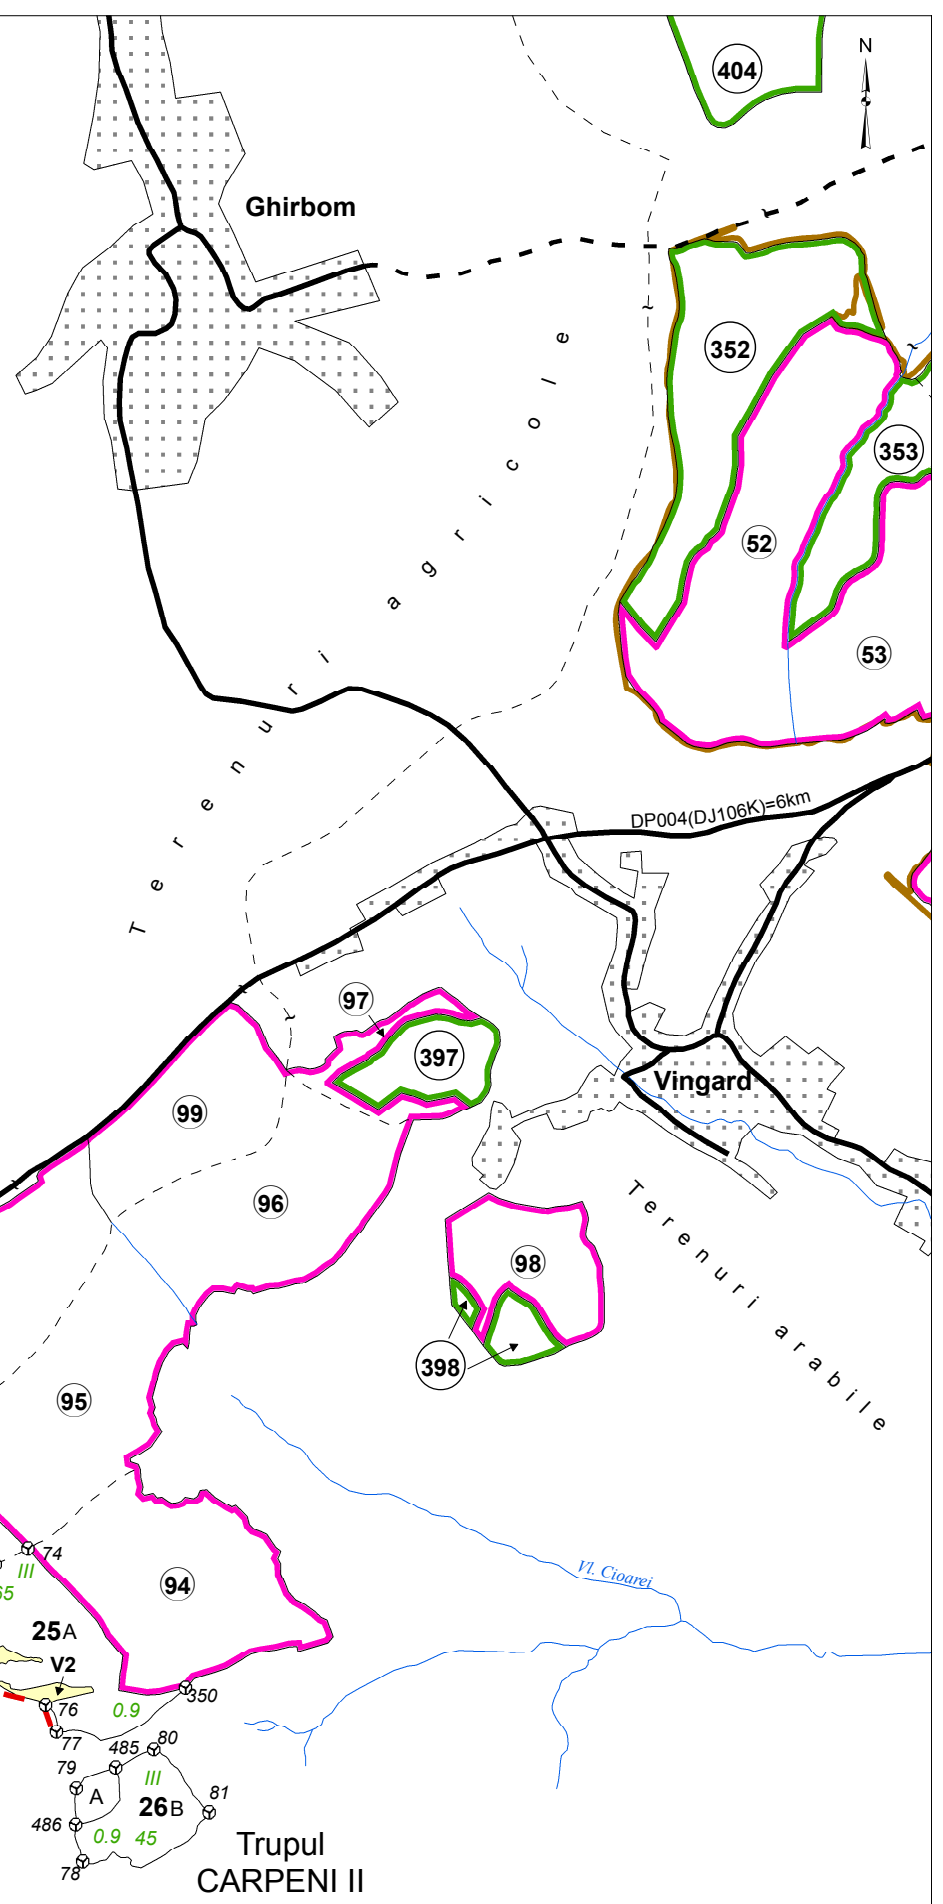 404
N
Ghirbom
352
353
Terenuri agricole
52
53
DP004(DJ106K)=6km
97
397
Vingard
99
96
Terenuri arabile
98
398
95
74
III
94
Vl. Cioarei
25A
V2
350
76
0.9
77
485
80
79
III
81
A
26B
486
0.9 45
78
Trupul
CARPENI II